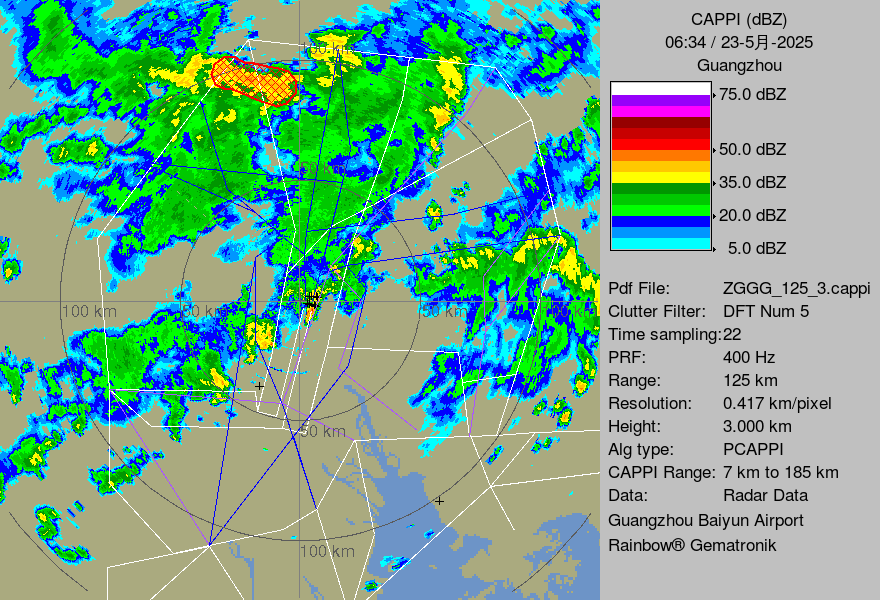 CAPPI (dBZ)
06:34 / 23-5月-2025
Guangzhou
75.0 dBZ
50.0 dBZ
35.0 dBZ
20.0 dBZ
5.0 dBZ
Pdf File: ZGGG_125_3.cappi
Clutter Filter: DFT Num 5
Time sampling:22
PRF: 400 Hz
Range: 125 km
Resolution: 0.417 km/pixel
Height: 3.000 km
Alg type: PCAPPI
CAPPI Range: 7 km to 185 km
Data: Radar Data
Guangzhou Baiyun Airport
Rainbow® Gematronik
100 km
100 km
50 km
50 km
50 km
100 km